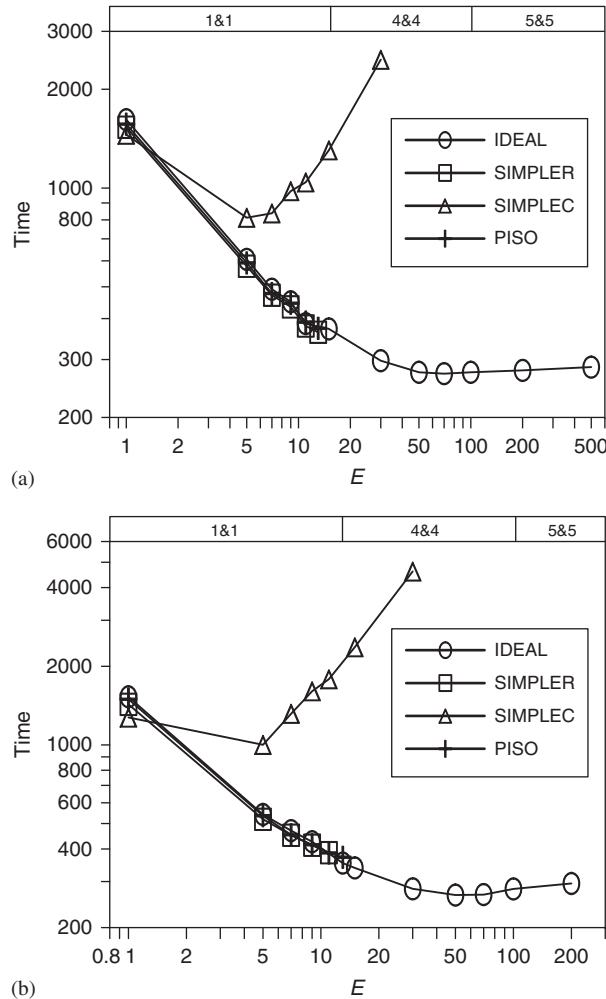 1&1 4&4 5&5
3000
2000
1000
800
300
200
Time
IDEAL
SIMPLER
SIMPLEC
PISO
1 2 5 10 20 50 100 200 500
E
(a)
1&1 4&4 5&5
6000
4000
2000
1000
800
600
400
200
Time
IDEAL
SIMPLER
SIMPLEC
PISO
0.8 1 2 5 10 20 50 100 200
E
(b)